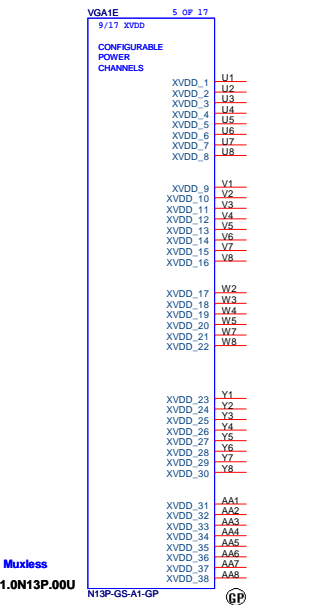 VGA1E 5 OF 17
9/17 XVDD
CONFIGURABLE
POWER
CHANNELS
XVDD_1 U1
XVDD_2 U2
XVDD_3 U3
XVDD_4 U4
XVDD_5 U5
XVDD_6 U6
XVDD_7 U7
XVDD_8 U8
XVDD_9 V1
XVDD_10 V2
XVDD_11 V3
XVDD_12 V4
XVDD_13 V5
XVDD_14 V6
XVDD_15 V7
XVDD_16 V8
XVDD_17 W2
XVDD_18 W3
XVDD_19 W4
XVDD_20 W5
XVDD_21 W7
XVDD_22 W8
XVDD_23 Y1
XVDD_24 Y2
XVDD_25 Y3
XVDD_26 Y4
XVDD_27 Y5
XVDD_28 Y6
XVDD_29 Y7
XVDD_30 Y8
XVDD_31 AA1
XVDD_32 AA2
XVDD_33 AA3
XVDD_34 AA4
XVDD_35 AA5
XVDD_36 AA6
XVDD_37 AA7
XVDD_38 AA8
Muxless
1.0N13P.00U
N13P-GS-A1-GP
GP